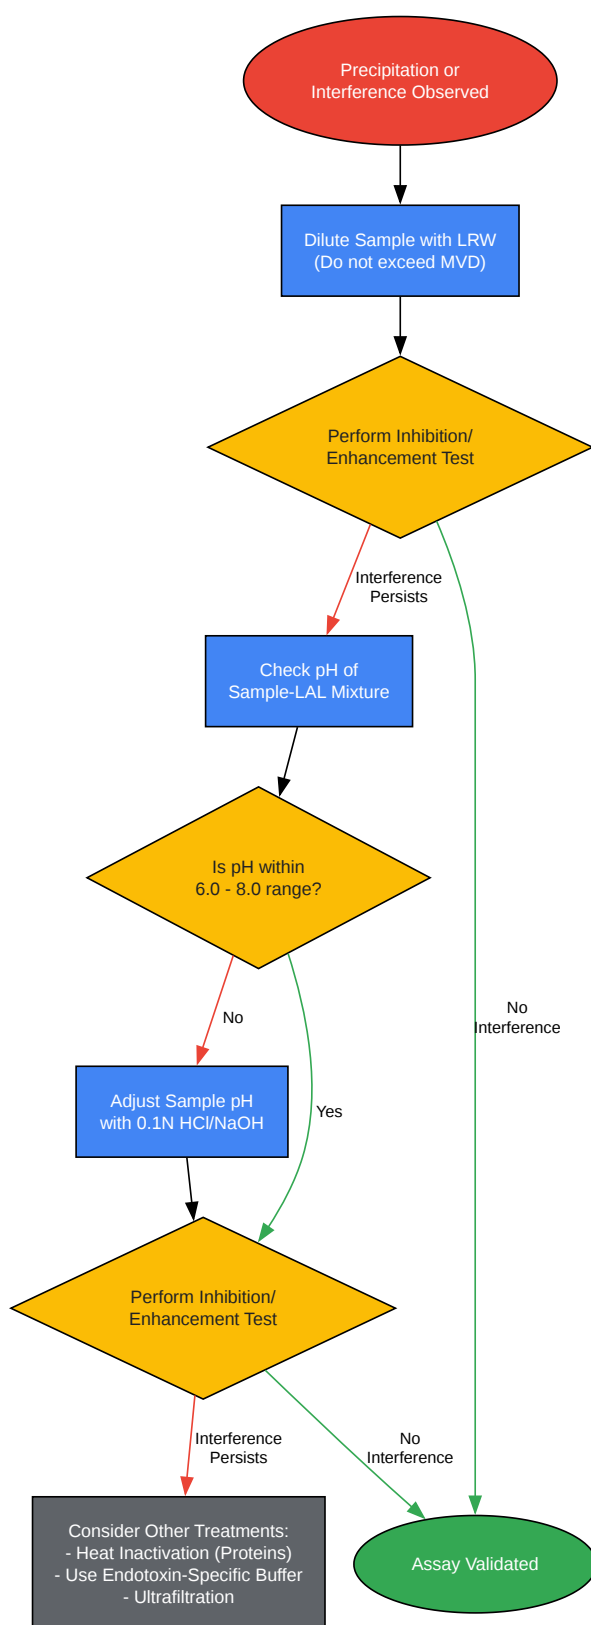 Precipitation or
Interference Observed
Dilute Sample with LRW
(Do not exceed MVD)
Perform Inhibition/
Enhancement Test
Interference
Persists
Check pH of
Sample-LAL Mixture
Is pH within
6.0 - 8.0 range?
No
Interference
No
Adjust Sample pH
with 0.1N HCl/NaOH
Yes
Perform Inhibition/
Enhancement Test
Interference
Persists
No
Interference
Consider Other Treatments:
- Heat Inactivation (Proteins)
- Use Endotoxin-Specific Buffer
- Ultrafiltration
Assay Validated